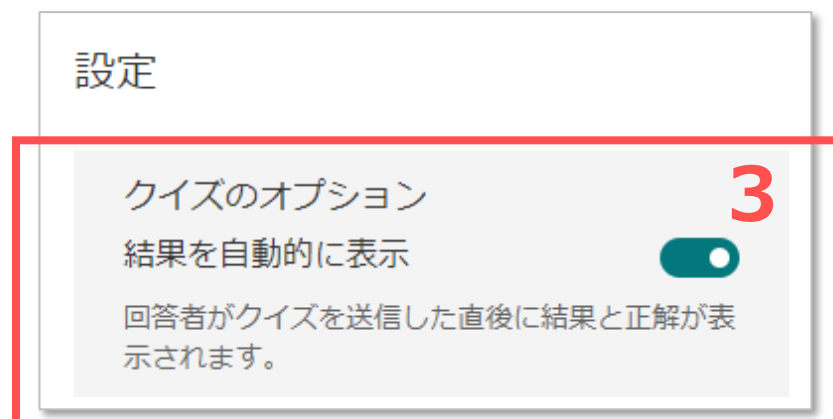 設定
クイズのオプション
3
結果を自動的に表示
回答者がクイズを送信した直後に結果と正解が表
示されます。